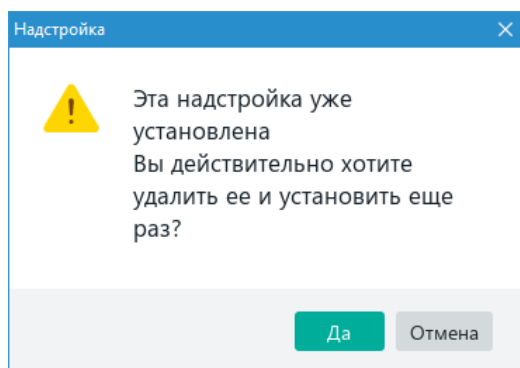 Надстройка
Эта надстройка уже
установлена
Вы действительно хотите
удалить ее и установить еще
раз?
Да
Отмена